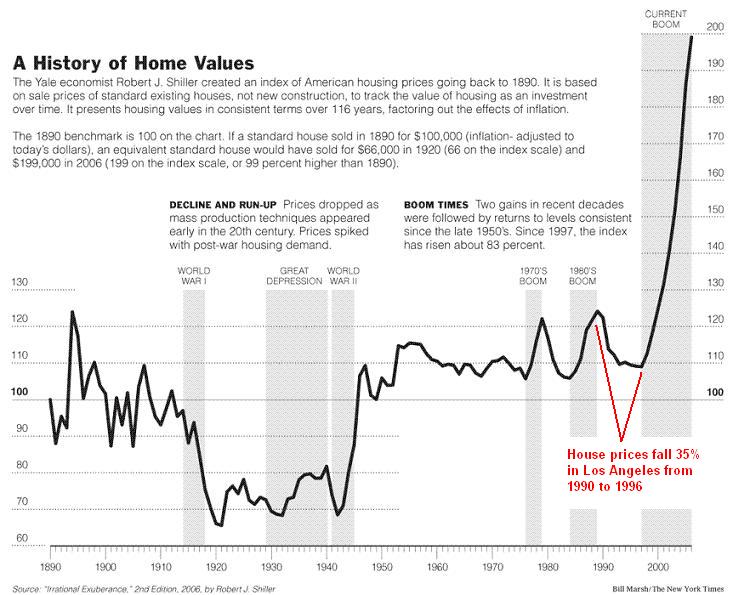 CURRENT
BOOM
A History of Home Values
The Yale economist Robert J. Shiller created an index of American housing prices going back to 1890. It is based
on sale prices of standard existing houses, not new construction, to track the value of housing as an investment
over time. It presents housing values in consistent terms over 116 years, factoring out the effects of inflation.
The 1890 benchmark is 100 on the chart. If a standard house sold in 1890 for $100,000 (inflation- adjusted to
today's dollars), an equivalent standard house would have sold for $66,000 in 1920 (66 on the index scale) and
$199,000 in 2006 (199 on the index scale, or 99 percent higher than 1890).
DECLINE AND RUN-UP Prices dropped as
mass production techniques appeared
early in the 20th century. Prices spiked
with post-war housing demand.
BOOM TIMES Two gains in recent decades
were followed by returns to levels consistent
since the late 1950's. Since 1997, the index
has risen about 83 percent.
WORLD
WAR I
GREAT
DEPRESSION
WORLD
WAR II
1970'S
BOOM
1980'S
BOOM
200
190
180
170
160
150
140
130
120
110
100
130
120
110
100
90
80
70
60
House prices fall 35%
in Los Angeles from
1990 to 1996
1890 1900 1910 1920 1930 1940 1950 1960 1970 1980 1990 2000
Source: "Irrational Exuberance," 2nd Edition, 2006, by Robert J. Shiller
Bill Marsh/The New York Times